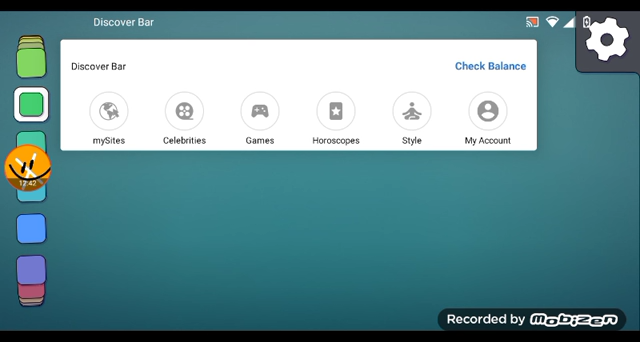 Discover Bar
Discover Bar
Check Balance
mySites
Celebrities
Games
Horoscopes
Style
My Account
12:42
Recorded by Mobizen